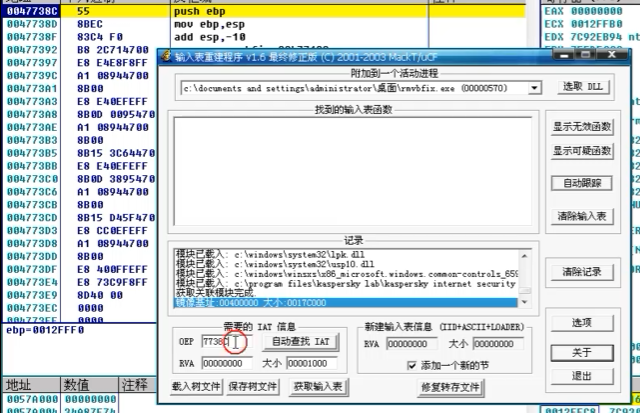 0047738C 55 push ebp
0047738D 8BEC mov ebp,esp
0047738F 83C4 F0 add esp,-10
00477392 B8 2C714700
00477397 E8 E4E8F8FF
0047739C A1 08944700
004773A1 8B00
004773A3 E8 E40EFEFF
004773A8 8B0D 0095470
004773AE A1 08944700
004773B3 8B00
004773B5 8B15 3C64470
004773BB E8 E40EFEFF
004773C0 8B0D 3895470
004773C6 A1 08944700
004773CB 8B00
004773CD 8B15 D45F470
004773D3 E8 CC0EFEFF
004773D8 A1 08944700
004773DD 8B00
004773DF E8 400FFEFF
004773E4 E8 73C9F8FF
004773E9 8D40 00
004773EC 0000
004773EE 0000
ebp=0012FFF0
地址 数值 注释
0057A000 00000000
EAX 00000000
ECX 0012FFB0
EDX 7C92EB94 nt
输入表重建程序 v1.6 最终修正版 (C) 2001-2003 MackT/uCF
附加到一个活动进程
c:\documents and settings\administrator\桌面\rmvbfix.exe (00000570)
选取 DLL
找到的输入表函数
显示无效函数
显示可疑函数
自动跟踪
清除输入表
记录
模块已载入: c:\windows\system32\lpk.dll
模块已载入: c:\windows\system32\usp10.dll
模块已载入: c:\windows\winsxs\x86_microsoft.windows.common-controls_659
模块已载入: c:\program files\kaspersky lab\kaspersky internet security
获取关联模块完成.
镜像基址:00400000 大小:0017C000
清除记录
需要的 IAT 信息
OEP 7738C 自动查找 IAT
RVA 00000000 大小 00001000
新建输入表信息 (IID+ASCII+LOADER)
RVA 00000000 大小 00000000
添加一个新的节
选项
关于
退出
载入树文件 保存树文件 获取输入表 修复转存文件